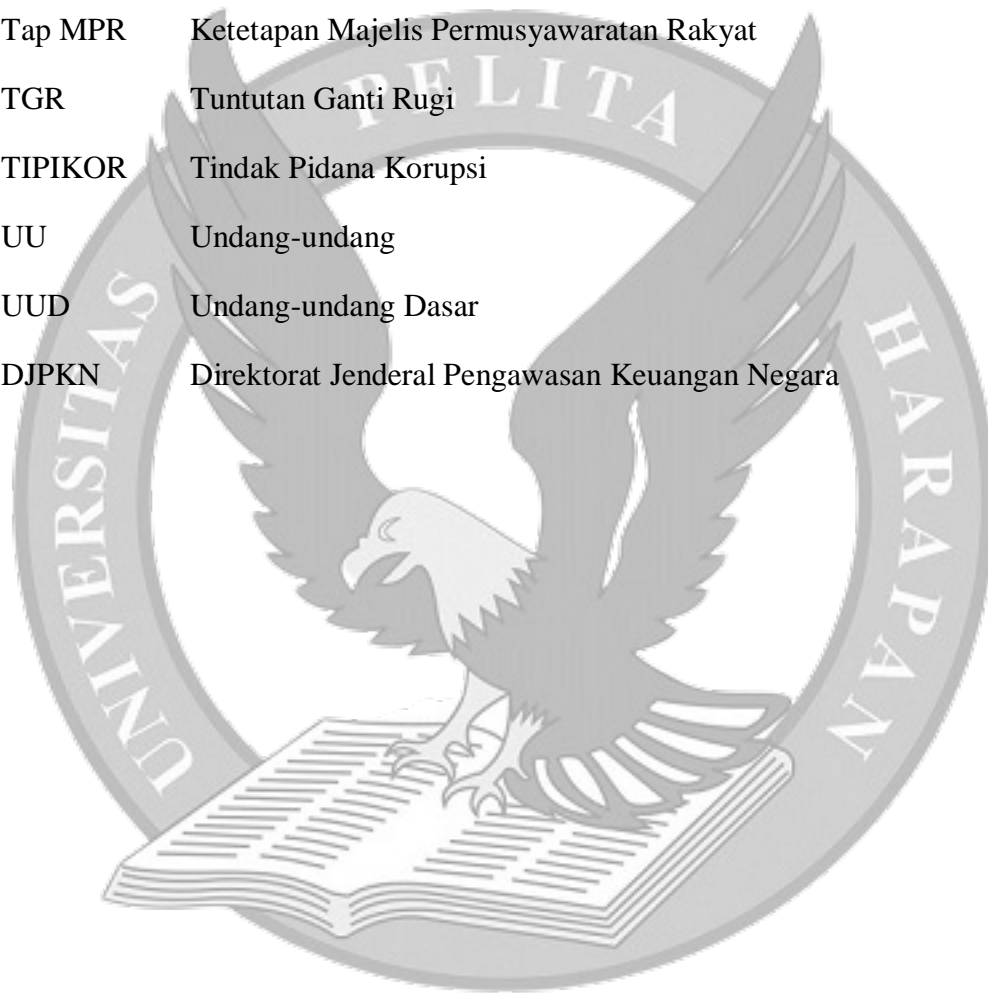 Tap MPR Ketetapan Majelis Permusyawaratan Rakyat
TGR Tuntutan Ganti Rugi
TIPIKOR Tindak Pidana Korupsi
UU Undang-undang
UUD Undang-undang Dasar
DJPKN Direktorat Jenderal Pengawasan Keuangan Negara
UNIVERSITAS PELITA HARAPAN